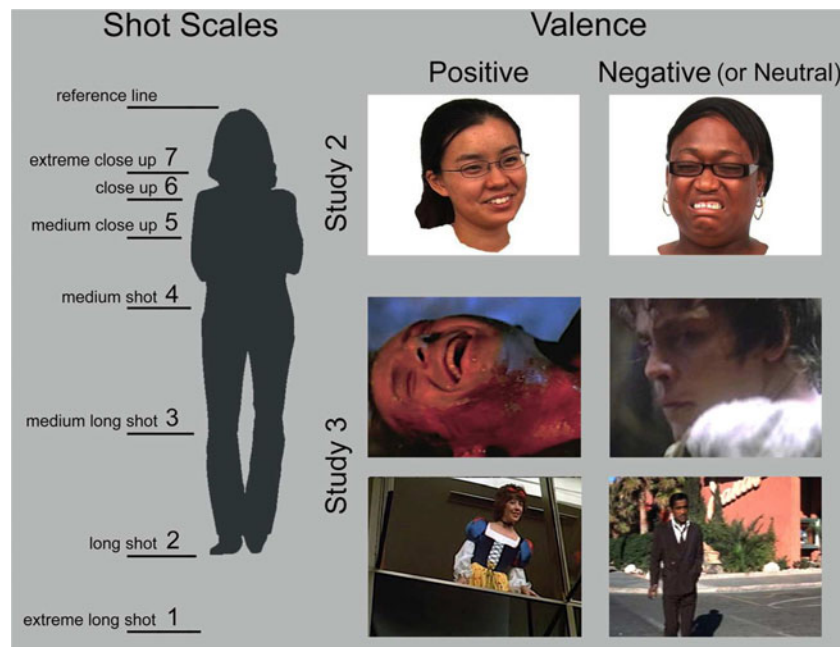 Shot Scales
reference line
extreme close up 7
close up 6
medium close up 5
medium shot 4
medium long shot 3
long shot 2
extreme long shot 1
Valence
Positive
Negative (or Neutral)
Study 2
Study 3